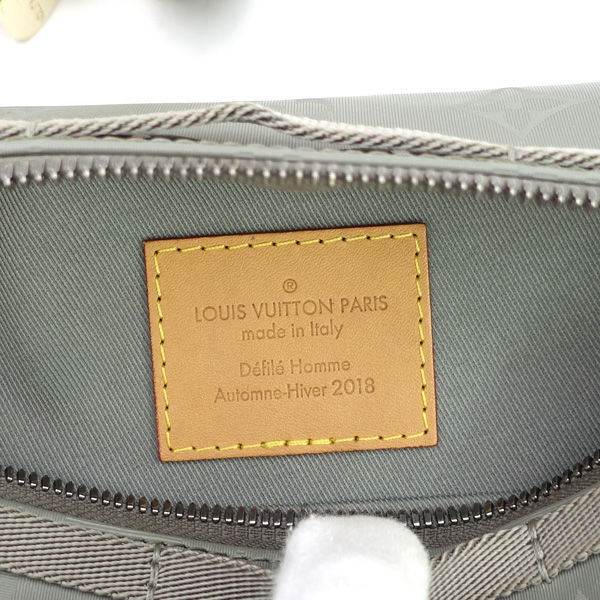 ®
LOUIS VUITTON PARIS
made in Italy
Défilé Homme
Automne-Hiver 2018